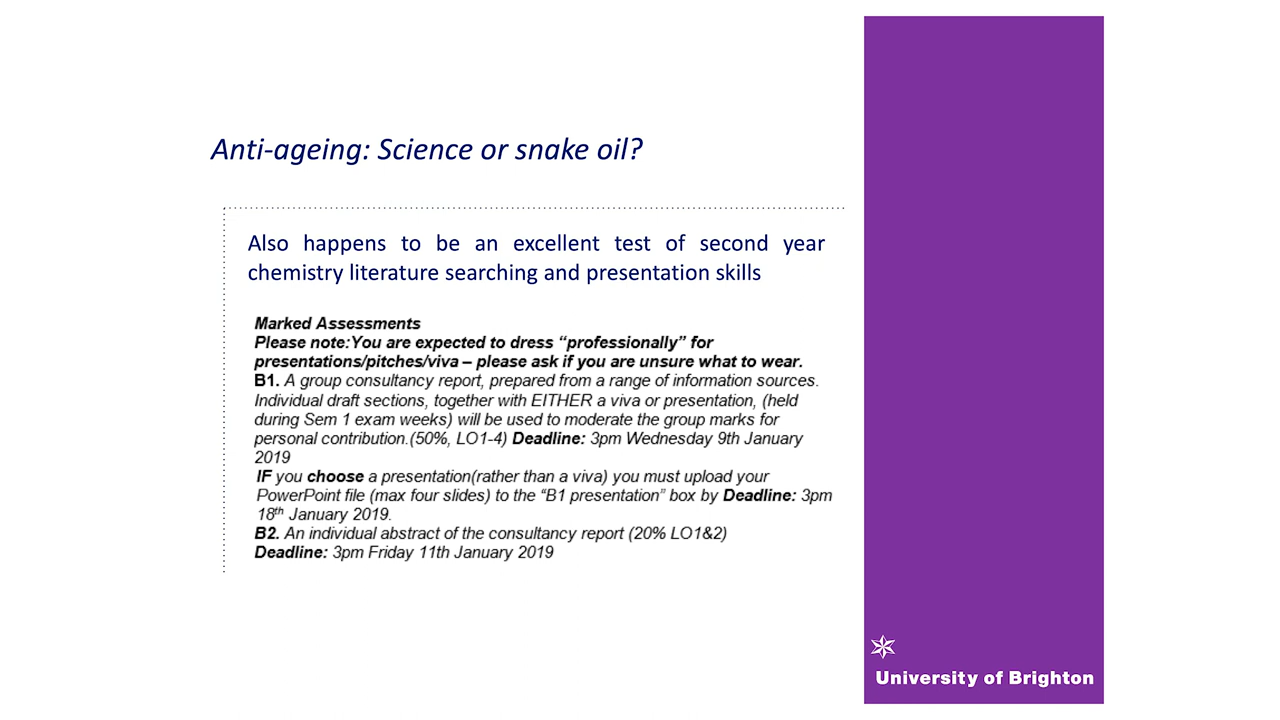 Anti-ageing: Science or snake oil?
Also happens to be an excellent test of second year
chemistry literature searching and presentation skills
Marked Assessments
Please note:You are expected to dress “professionally” for
presentations/pitches/viva – please ask if you are unsure what to wear.
B1. A group consultancy report, prepared from a range of information sources.
Individual draft sections, together with EITHER a viva or presentation, (held
during Sem 1 exam weeks) will be used to moderate the group marks for
personal contribution.(50%, LO1-4) Deadline: 3pm Wednesday 9th January
2019
IF you choose a presentation(rather than a viva) you must upload your
PowerPoint file (max four slides) to the “B1 presentation” box by Deadline: 3pm
18th January 2019.
B2. An individual abstract of the consultancy report (20% LO1&2)
Deadline: 3pm Friday 11th January 2019
University of Brighton